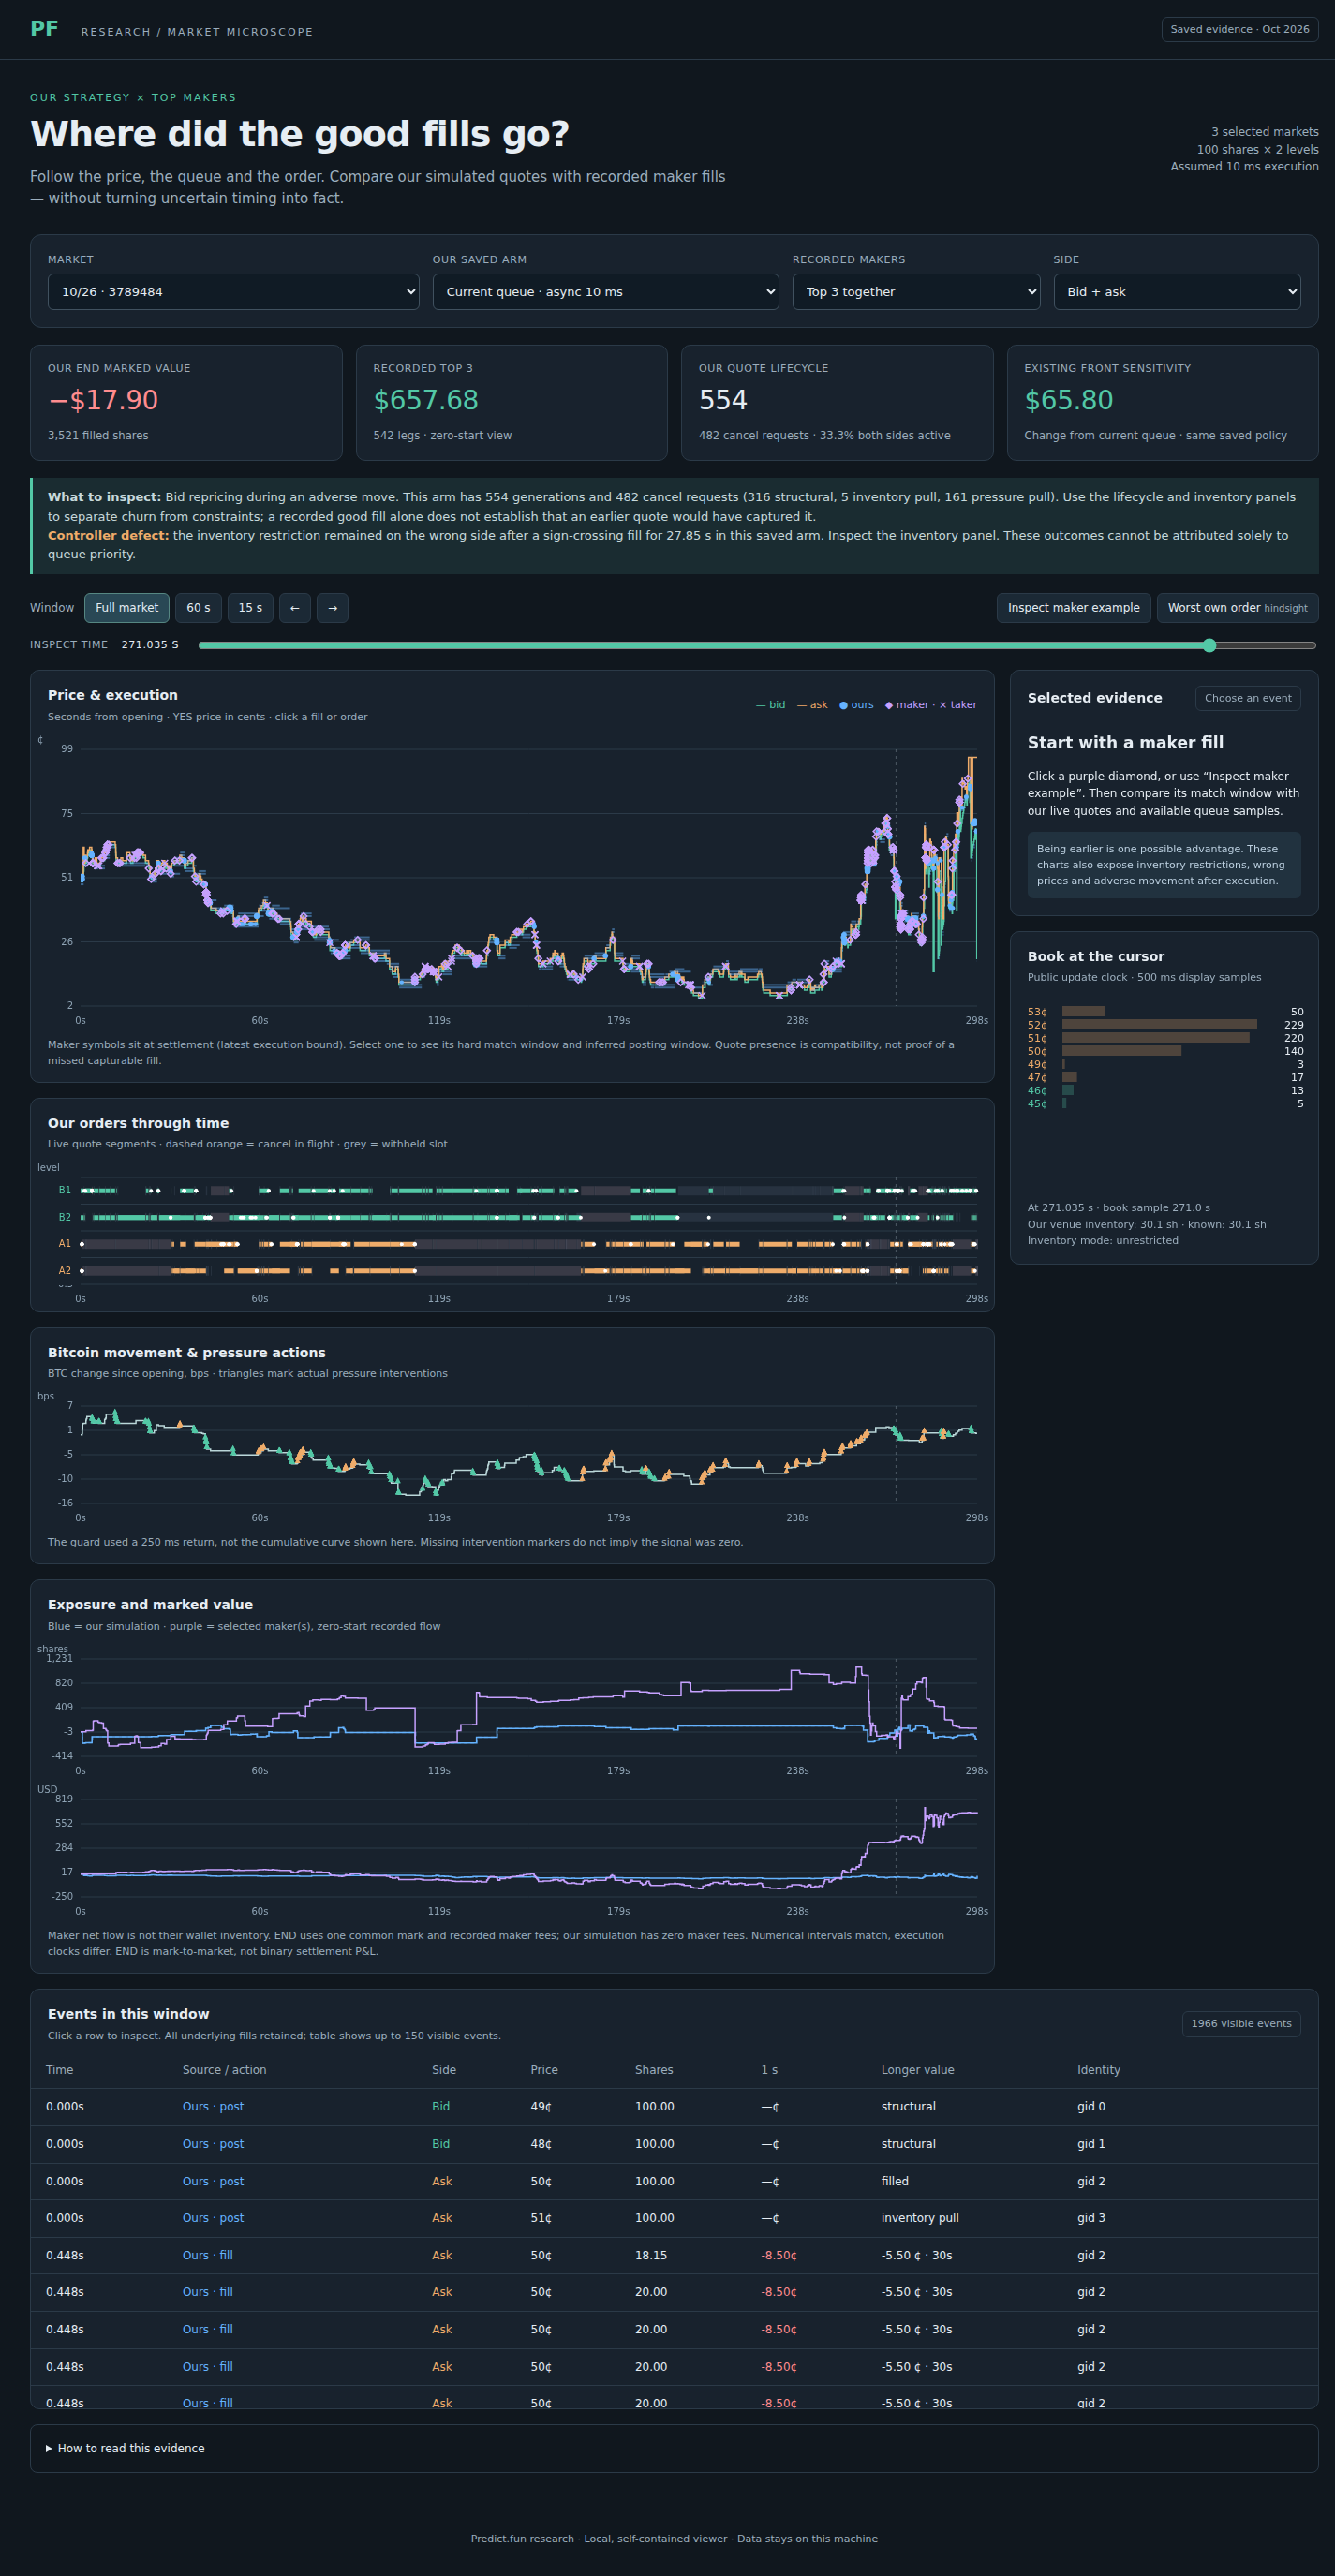 PF RESEARCH / MARKET MICROSCOPE
Saved evidence · Oct 2026
OUR STRATEGY × TOP MAKERS
Where did the good fills go?
Follow the price, the queue and the order. Compare our simulated quotes with recorded maker fills
— without turning uncertain timing into fact.
3 selected markets
100 shares × 2 levels
Assumed 10 ms execution
MARKET
10/26 · 3789484
OUR SAVED ARM
Current queue · async 10 ms
RECORDED MAKERS
Top 3 together
SIDE
Bid + ask
OUR END MARKED VALUE
−$17.90
3,521 filled shares
RECORDED TOP 3
$657.68
542 legs · zero-start view
OUR QUOTE LIFECYCLE
554
482 cancel requests · 33.3% both sides active
EXISTING FRONT SENSITIVITY
$65.80
Change from current queue · same saved policy
What to inspect: Bid repricing during an adverse move. This arm has 554 generations and 482 cancel requests (316 structural, 5 inventory pull, 161 pressure pull). Use the lifecycle and inventory panels
to separate churn from constraints; a recorded good fill alone does not establish that an earlier quote would have captured it.
Controller defect: the inventory restriction remained on the wrong side after a sign-crossing fill for 27.85 s in this saved arm. Inspect the inventory panel. These outcomes cannot be attributed solely to
queue priority.
Window Full market 60 s 15 s ← →
Inspect maker example Worst own order hindsight
INSPECT TIME 271.035 S
Price & execution
Seconds from opening · YES price in cents · click a fill or order
— bid — ask ● ours ◆ maker · × taker
¢
99
75
51
26
2
0s 60s 119s 179s 238s 298s
Maker symbols sit at settlement (latest execution bound). Select one to see its hard match window and inferred posting window. Quote presence is compatibility, not proof of a
missed capturable fill.
Selected evidence
Choose an event
Start with a maker fill
Click a purple diamond, or use “Inspect maker
example”. Then compare its match window with
our live quotes and available queue samples.
Being earlier is one possible advantage. These
charts also expose inventory restrictions, wrong
prices and adverse movement after execution.
Book at the cursor
Public update clock · 500 ms display samples
53¢ 50
52¢ 229
51¢ 220
50¢ 140
49¢ 3
47¢ 17
46¢ 13
45¢ 5
At 271.035 s · book sample 271.0 s
Our venue inventory: 30.1 sh · known: 30.1 sh
Inventory mode: unrestricted
Our orders through time
Live quote segments · dashed orange = cancel in flight · grey = withheld slot
level
B1
B2
A1
A2
0s 60s 119s 179s 238s 298s
Bitcoin movement & pressure actions
BTC change since opening, bps · triangles mark actual pressure interventions
bps
7
1
-5
-10
-16
0s 60s 119s 179s 238s 298s
The guard used a 250 ms return, not the cumulative curve shown here. Missing intervention markers do not imply the signal was zero.
Exposure and marked value
Blue = our simulation · purple = selected maker(s), zero-start recorded flow
shares
1,231
820
409
-3
-414
0s 60s 119s 179s 238s 298s
USD
819
552
284
17
-250
0s 60s 119s 179s 238s 298s
Maker net flow is not their wallet inventory. END uses one common mark and recorded maker fees; our simulation has zero maker fees. Numerical intervals match, execution
clocks differ. END is mark-to-market, not binary settlement P&L.
Events in this window
Click a row to inspect. All underlying fills retained; table shows up to 150 visible events.
1966 visible events
Time Source / action Side Price Shares 1 s Longer value Identity
0.000s Ours · post Bid 49¢ 100.00 —¢ structural gid 0
0.000s Ours · post Bid 48¢ 100.00 —¢ structural gid 1
0.000s Ours · post Ask 50¢ 100.00 —¢ filled gid 2
0.000s Ours · post Ask 51¢ 100.00 —¢ inventory pull gid 3
0.448s Ours · fill Ask 50¢ 18.15 -8.50¢ -5.50 ¢ · 30s gid 2
0.448s Ours · fill Ask 50¢ 20.00 -8.50¢ -5.50 ¢ · 30s gid 2
0.448s Ours · fill Ask 50¢ 20.00 -8.50¢ -5.50 ¢ · 30s gid 2
0.448s Ours · fill Ask 50¢ 20.00 -8.50¢ -5.50 ¢ · 30s gid 2
0.448s Ours · fill Ask 50¢ 20.00 -8.50¢ -5.50 ¢ · 30s gid 2
▶ How to read this evidence
Predict.fun research · Local, self-contained viewer · Data stays on this machine